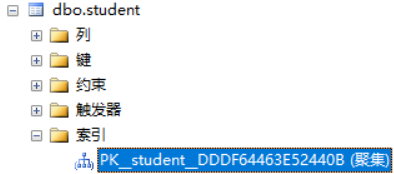 dbo.student
列
键
约束
触发器
索引
PK__student__DDDF64463E52440B (聚集)